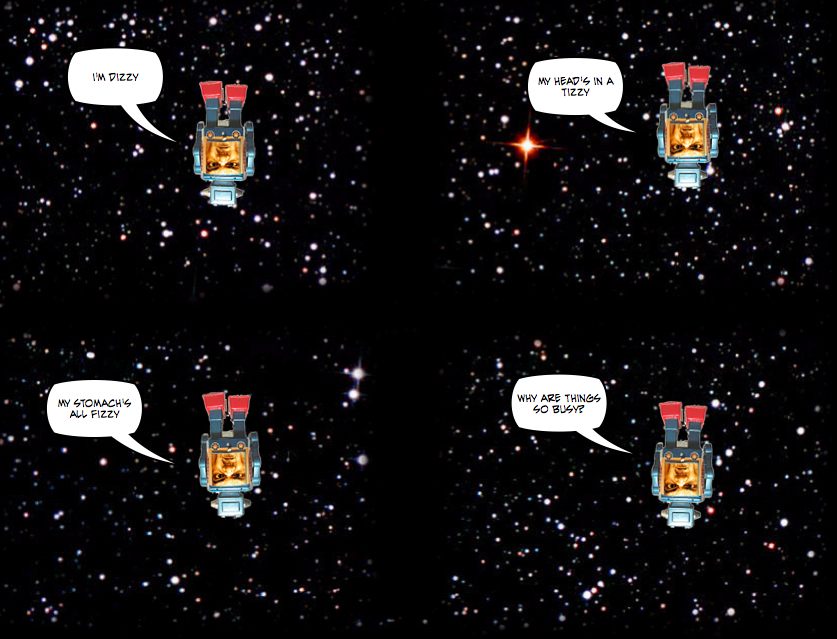 I'M DIZZY
MY HEAD'S IN A
TIZZY
MY STOMACH'S
ALL FIZZY
WHY ARE THINGS
SO BUSY?